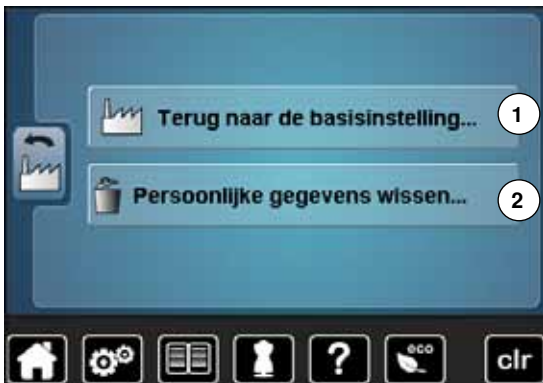 Terug naar de basisinstelling... 1
Persoonlijke gegevens wissen... 2
? eco clr